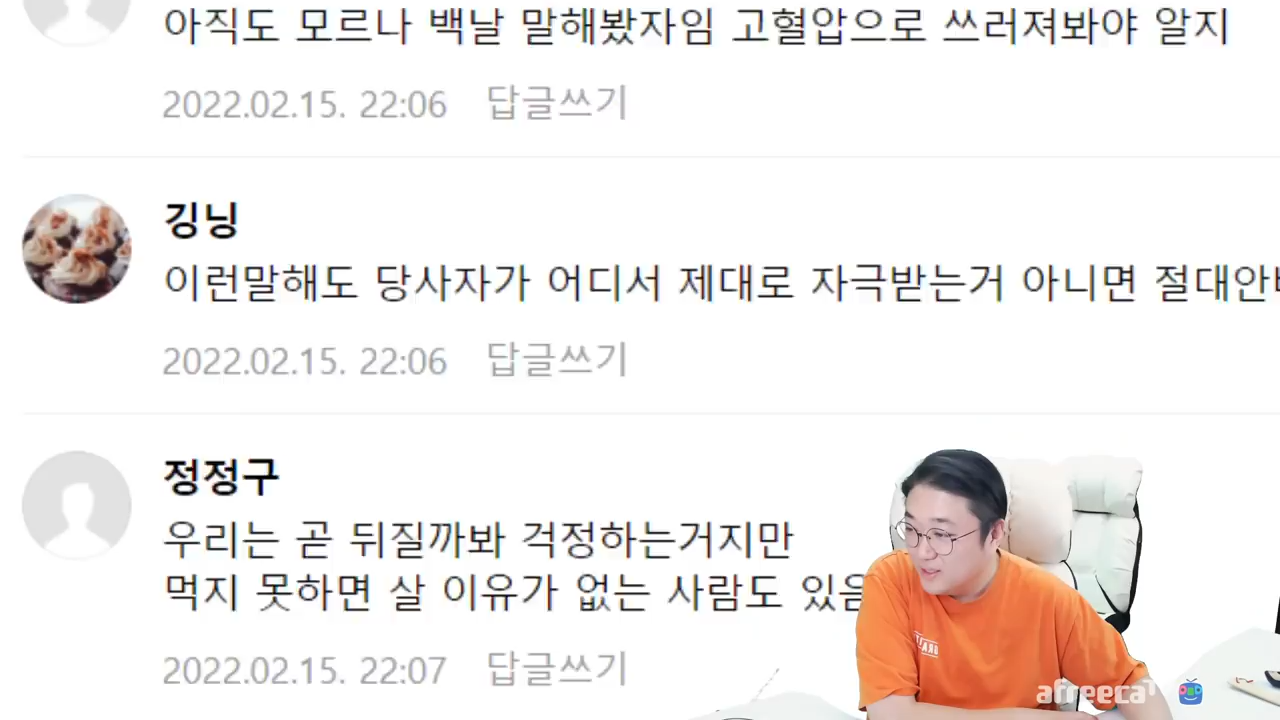 아직도 모르나 백날 말해봤자임 고혈압으로 쓰러져봐야 알지
2022.02.15. 22:06 답글쓰기
깅닝
이런말해도 당사자가 어디서 제대로 자극받는거 아니면
2022.02.15. 22:06 답글쓰기
정정구
우리는 곧 뒤질까봐 걱정하는거지만
먹지 못하면 살 이유가 없는 사람도 있음
2022.02.15. 22:07 답글쓰기
afreeca